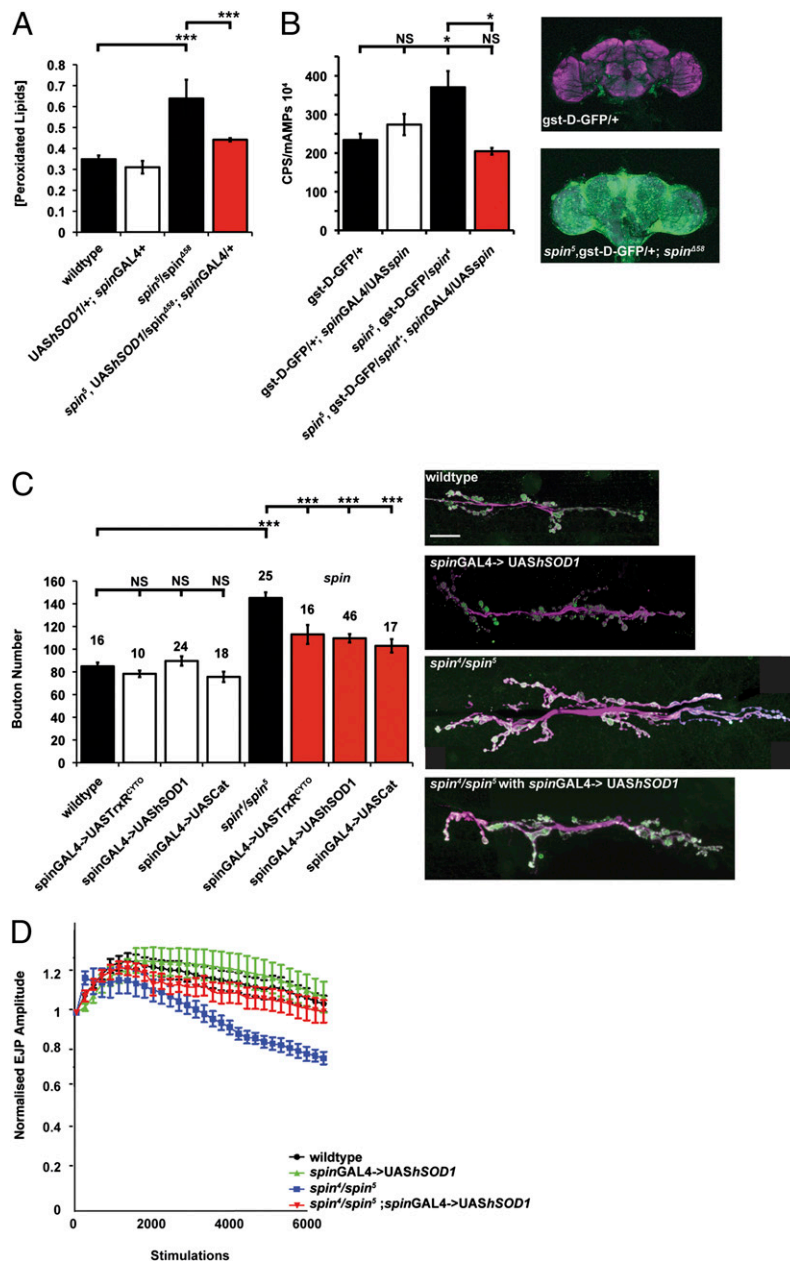 A
***
***
[Peroxidated Lipids]
0.8
0.7
0.6
0.5
0.4
0.3
0.2
0.1
0
wildtype
UAShSOD1/+; spinGAL4+
spin⁵/spinᐞ⁵⁸
spin⁵, UAShSOD1/spinᐞ⁵⁸; spinGAL4/+
B
*
NS * NS
CPS/mAMPs 10⁴
400
300
200
100
0
gst-D-GFP/+
gst-D-GFP/+; spinGAL4/UASspin
spin⁵, gst-D-GFP/spin⁴
spin⁵, gst-D-GFP/spin⁴; spinGAL4/UASspin
gst-D-GFP/+
spin⁵,gst-D-GFP/+; spinᐞ⁵⁸
C
*** *** ***
***
NS NS NS
spin
Bouton Number
160
140
120
100
80
60
40
20
0
16
10
24
18
25
16
46
17
wildtype
spinGAL4->UASTrxRᶜʸᵀᴼ
spinGAL4->UAShSOD1
spinGAL4->UASCat
spin⁴/spin⁵
spinGAL4->UASTrxRᶜʸᵀᴼ
spinGAL4->UAShSOD1
spinGAL4->UASCat
wildtype
spinGAL4-> UAShSOD1
spin⁴/spin⁵
spin⁴/spin⁵ with spinGAL4-> UAShSOD1
D
Normalised EJP Amplitude
1.2
1
0.8
0.6
0.4
0.2
0
0 2000 4000 6000
Stimulations
wildtype
spinGAL4->UAShSOD1
spin⁴/spin⁵
spin⁴/spin⁵ ;spinGAL4->UAShSOD1